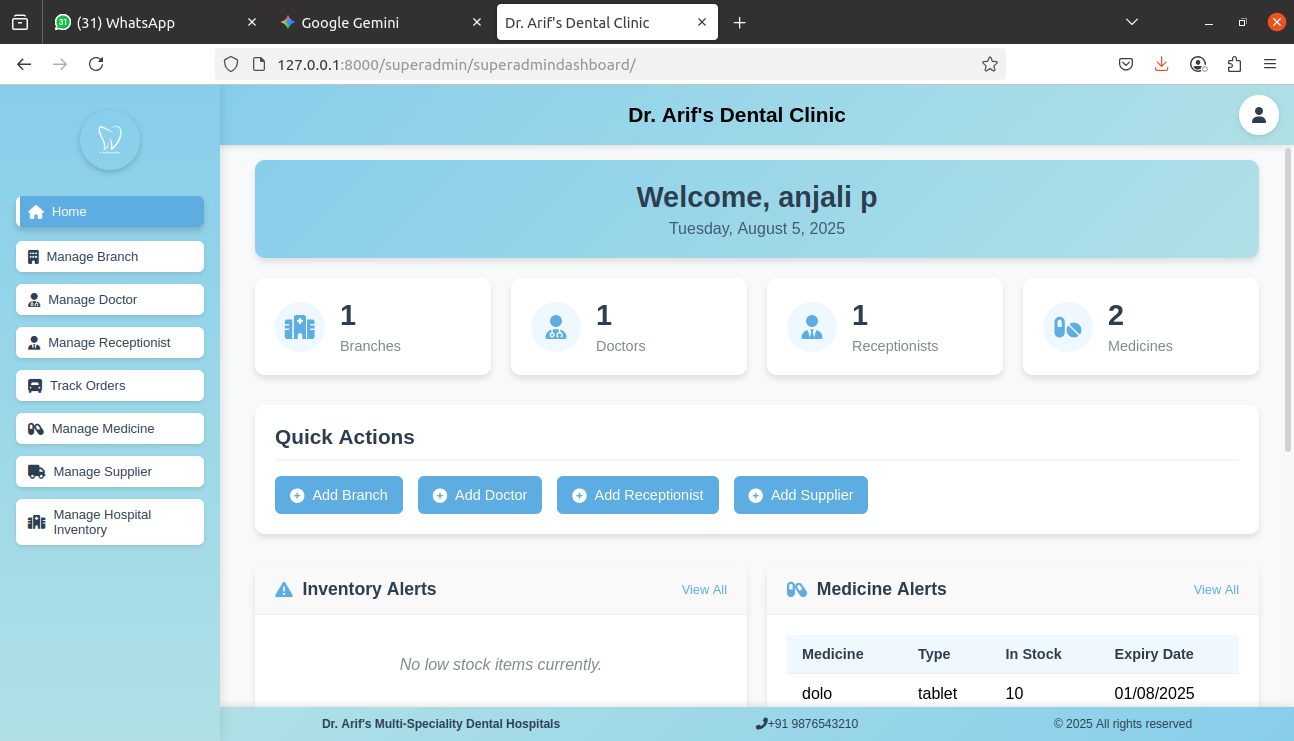 (31) WhatsApp
Google Gemini
Dr. Arif's Dental Clinic
127.0.0.1:8000/superadmin/superadmindashboard/
Dr. Arif's Dental Clinic
Home
Manage Branch
Manage Doctor
Manage Receptionist
Track Orders
Manage Medicine
Manage Supplier
Manage Hospital
Inventory
Welcome, anjali p
Tuesday, August 5, 2025
1
Branches
1
Doctors
1
Receptionists
2
Medicines
Quick Actions
Add Branch
Add Doctor
Add Receptionist
Add Supplier
Inventory Alerts
View All
No low stock items currently.
Medicine Alerts
View All
Medicine Type In Stock Expiry Date
dolo tablet 10 01/08/2025
Dr. Arif's Multi-Speciality Dental Hospitals
+91 9876543210
© 2025 All rights reserved